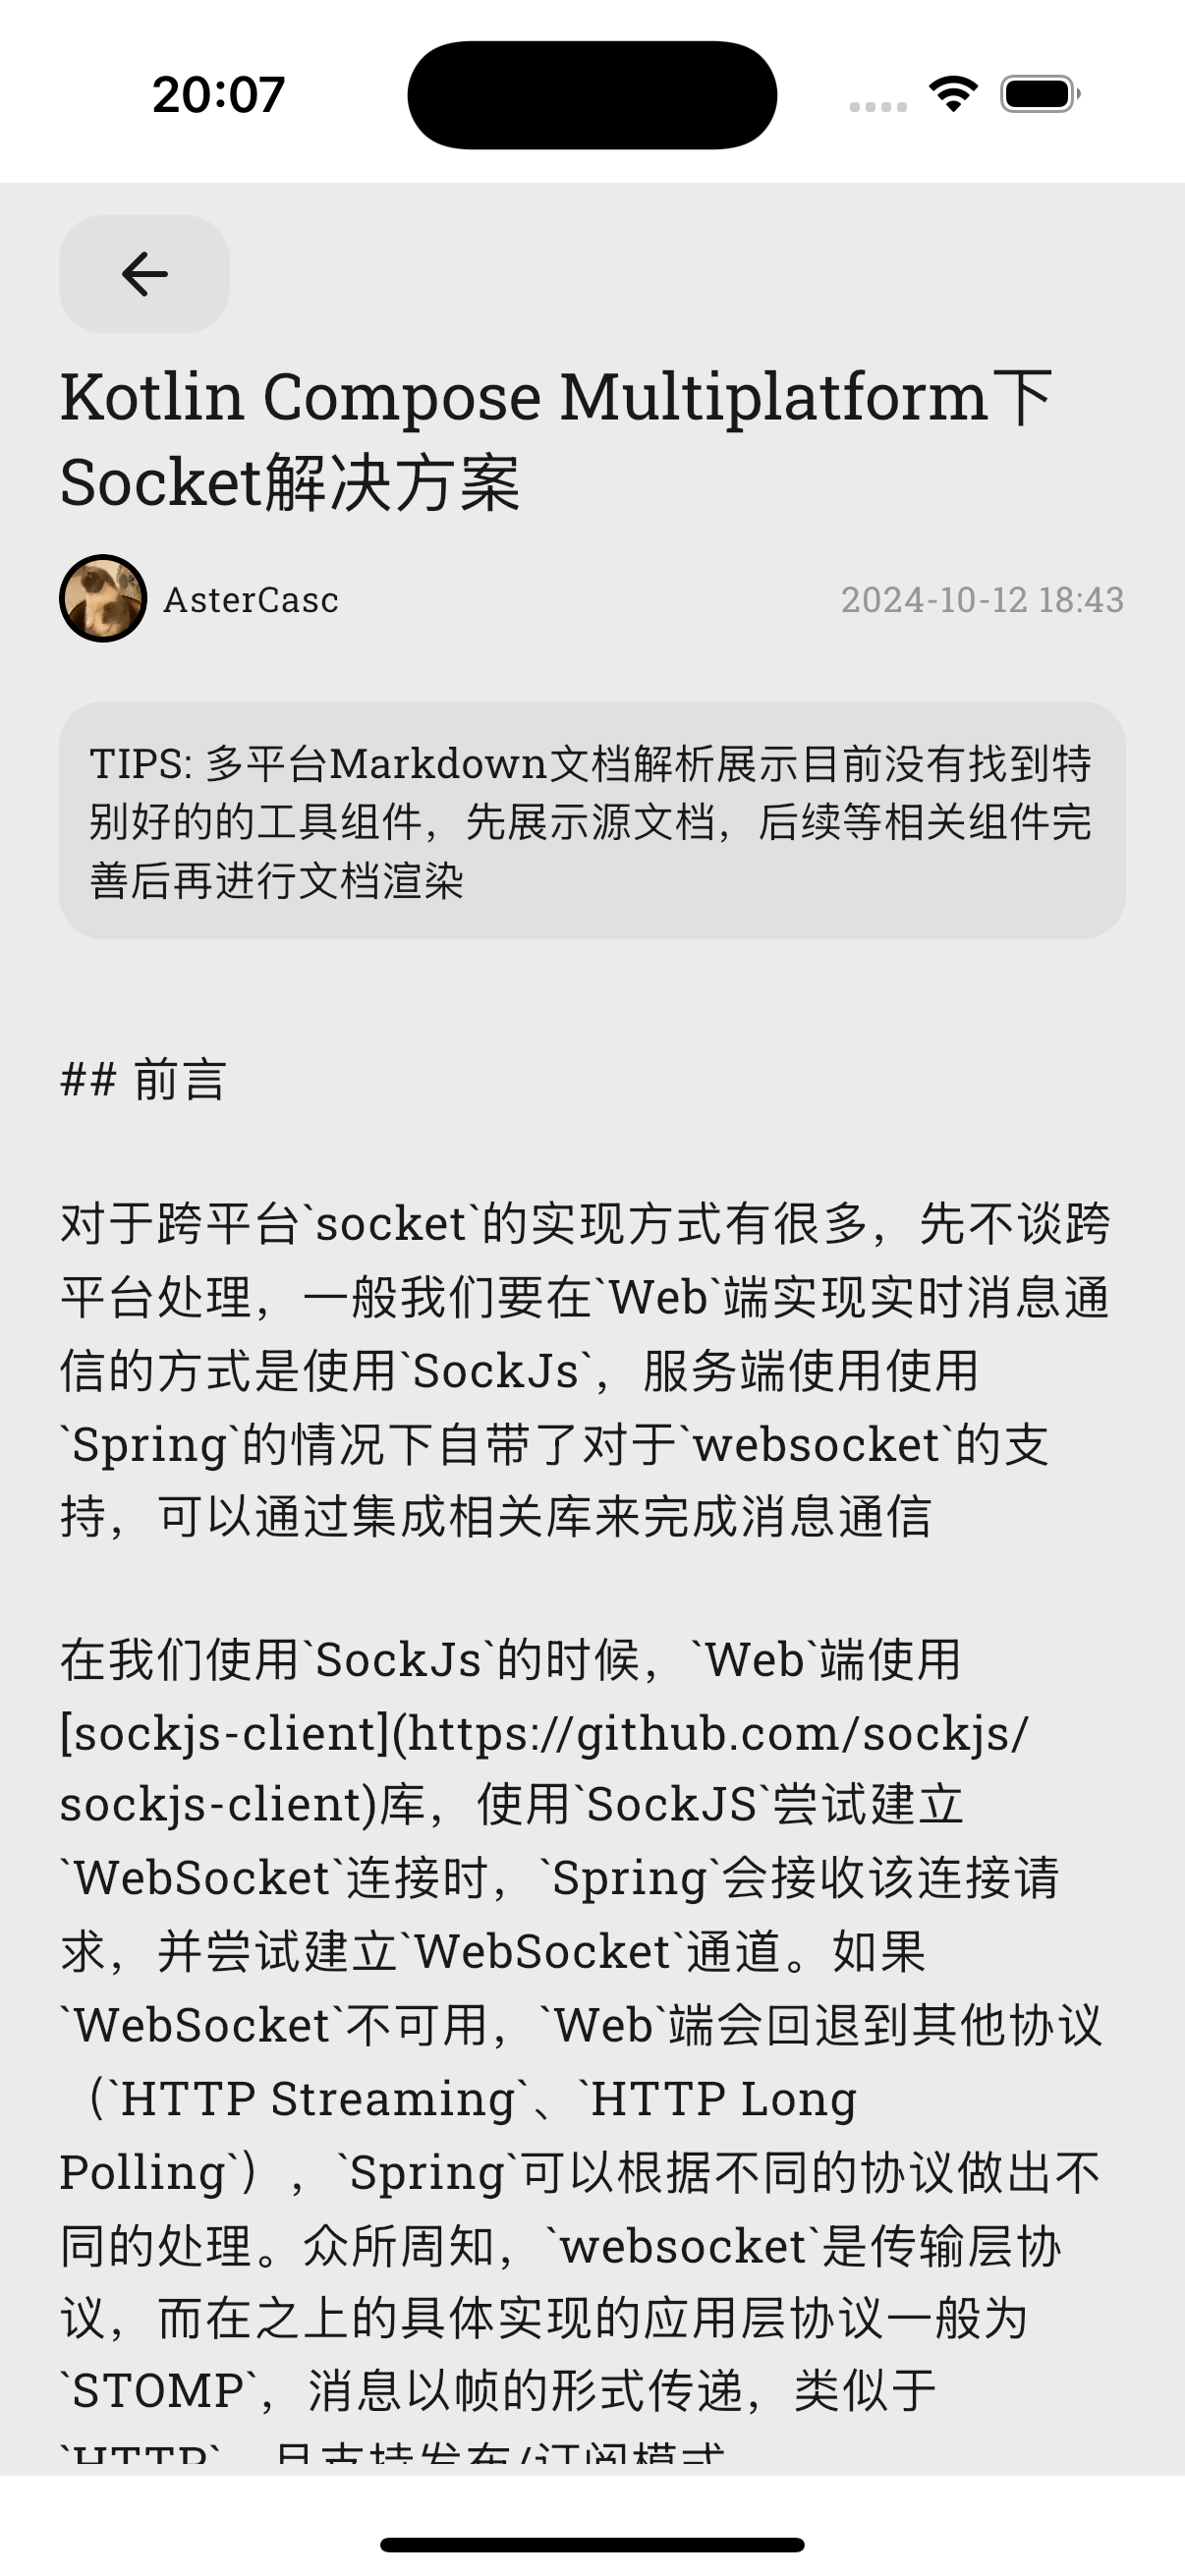 20:07
Kotlin Compose Multiplatform下
Socket解决方案
AsterCasc
2024-10-12 18:43
TIPS: 多平台Markdown文档解析展示目前没有找到特
别好的的工具组件，先展示源文档，后续等相关组件完
善后再进行文档渲染
## 前言
对于跨平台`socket`的实现方式有很多，先不谈跨
平台处理，一般我们要在`Web`端实现实时消息通
信的方式是使用`SockJs`，服务端使用使用
`Spring`的情况下自带了对于`websocket`的支
持，可以通过集成相关库来完成消息通信
在我们使用`SockJs`的时候，`Web`端使用
[sockjs-client](https://github.com/sockjs/
sockjs-client)库，使用`SockJS`尝试建立
`WebSocket`连接时，`Spring`会接收该连接请
求，并尝试建立`WebSocket`通道。如果
`WebSocket`不可用，`Web`端会回退到其他协议
（`HTTP Streaming`、`HTTP Long
Polling`），`Spring`可以根据不同的协议做出不
同的处理。众所周知，`websocket`是传输层协
议，而在之上的具体实现的应用层协议一般为
`STOMP`，消息以帧的形式传递，类似于
`HTTP`，且支持发布/订阅模式